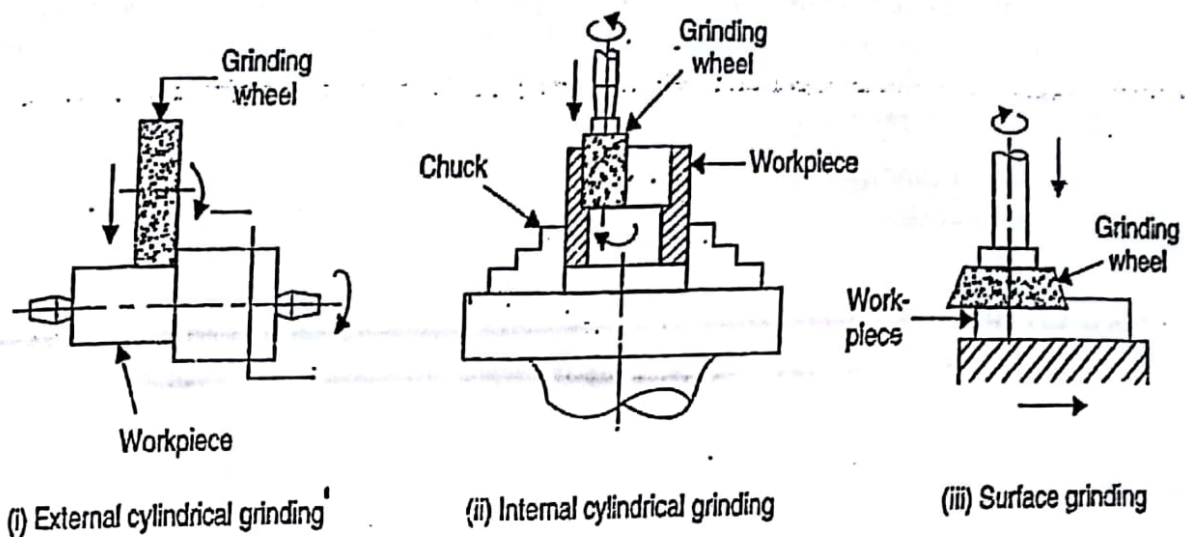 Grinding
wheel
Workpiece
(i) External cylindrical grinding
Grinding
wheel
Chuck
Workpiece
(ii) Internal cylindrical grinding
Grinding
wheel
Work-
piece
(iii) Surface grinding